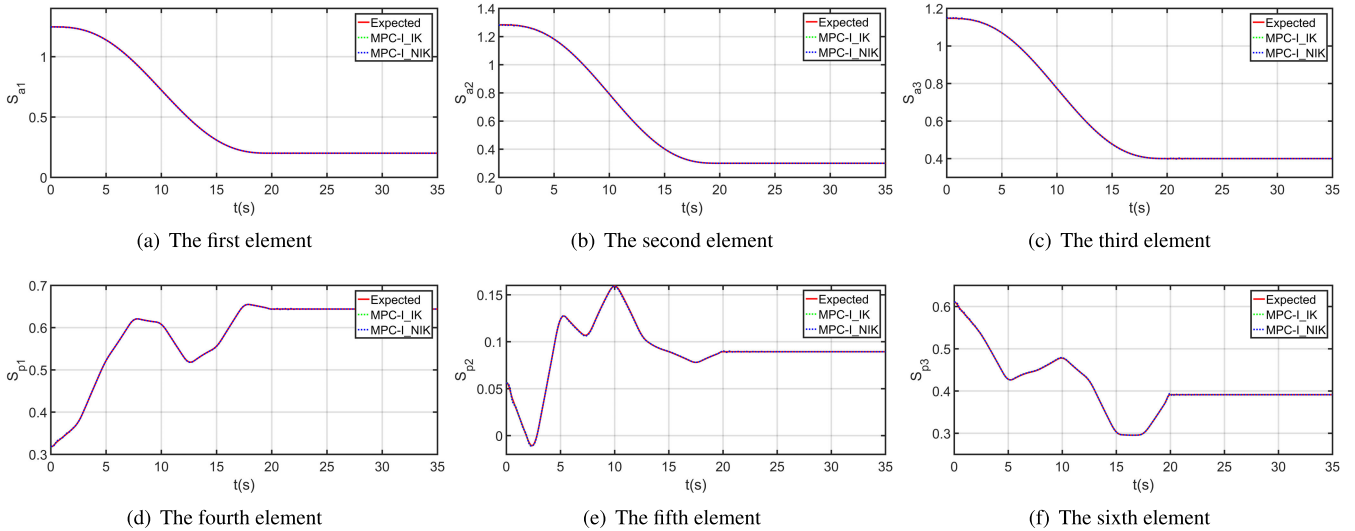 Expected
MPC-I_IK
MPC-I_NIK
1
0.5
0
S_a1
0 5 10 15 20 25 30 35
t(s)
(a) The first element
Expected
MPC-I_IK
MPC-I_NIK
1.4
1.2
1
0.8
0.6
0.4
0.2
S_a2
0 5 10 15 20 25 30 35
t(s)
(b) The second element
Expected
MPC-I_IK
MPC-I_NIK
1.2
1
0.8
0.6
0.4
S_a3
0 5 10 15 20 25 30 35
t(s)
(c) The third element
Expected
MPC-I_IK
MPC-I_NIK
0.7
0.6
0.5
0.4
0.3
S_p1
0 5 10 15 20 25 30 35
t(s)
(d) The fourth element
Expected
MPC-I_IK
MPC-I_NIK
0.15
0.1
0.05
0
S_p2
0 5 10 15 20 25 30 35
t(s)
(e) The fifth element
Expected
MPC-I_IK
MPC-I_NIK
0.6
0.5
0.4
0.3
S_p3
0 5 10 15 20 25 30 35
t(s)
(f) The sixth element